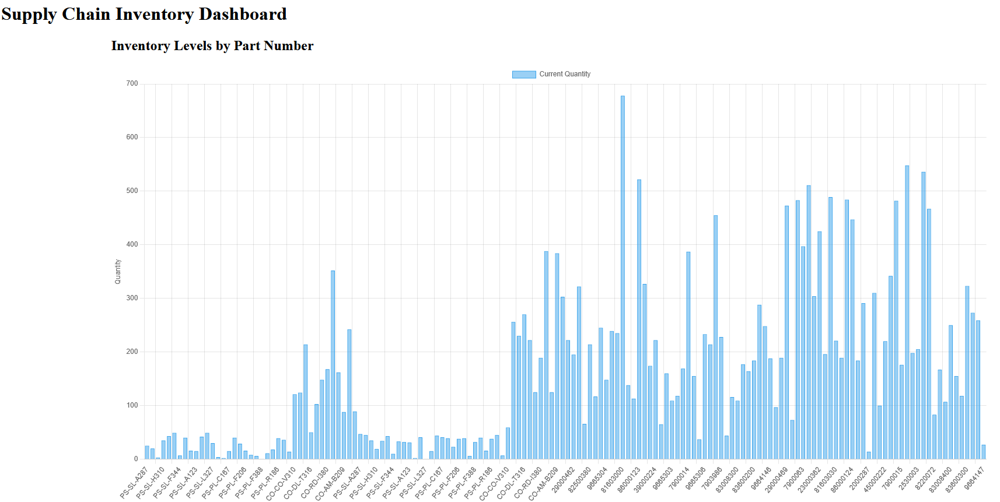 Supply Chain Inventory Dashboard
Inventory Levels by Part Number
Current Quantity
700
600
500
400
300
200
100
0
Quantity
PS-SL-A287
PS-SL-H310
PS-SL-F344
PS-SL-A123
PS-SL-L327
PS-PL-C167
PS-PL-F206
PS-PL-F388
PS-PL-R186
CO-CO-V310
CO-DL-T316
CO-RD-I380
CO-AM-B209
PS-SL-A287
PS-SL-H310
PS-SL-F344
PS-SL-A123
PS-SL-L327
PS-PL-C167
PS-PL-F206
PS-PL-F388
PS-PL-R186
CO-CO-V310
CO-DL-T316
CO-RD-I380
CO-AM-B209
29000462
82500380
9665304
81603000
86000123
39000224
9665303
7900014
9665306
7903986
83008300
83600200
9664146
29000469
7900063
23000362
81603030
86000124
2000287
45000222
7900015
2530003
8220072
83008400
83600300
9664147